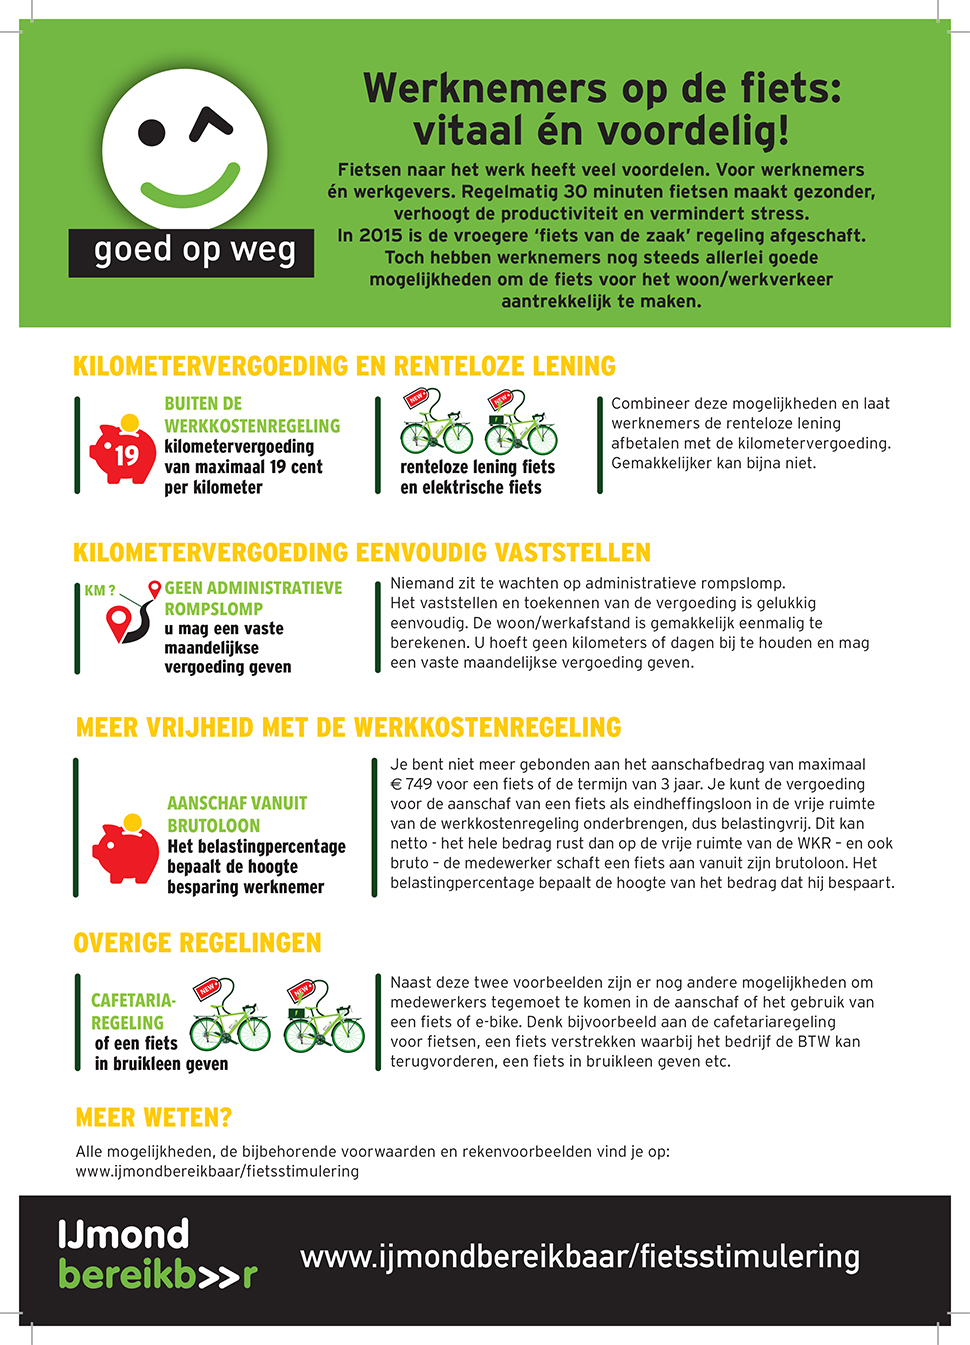 goed op weg
Werknemers op de fiets:
vitaal én voordelig!
Fietsen naar het werk heeft veel voordelen. Voor werknemers
én werkgevers. Regelmatig 30 minuten fietsen maakt gezonder,
verhoogt de productiviteit en vermindert stress.
In 2015 is de vroegere ‘fiets van de zaak’ regeling afgeschaft.
Toch hebben werknemers nog steeds allerlei goede
mogelijkheden om de fiets voor het woon/werkverkeer
aantrekkelijk te maken.
KILOMETERVERGOEDING EN RENTELOZE LENING
19
BUITEN DE
WERKKOSTENREGELING
kilometervergoeding
van maximaal 19 cent
per kilometer
NEW
NEW
renteloze lening fiets
en elektrische fiets
Combineer deze mogelijkheden en laat
werknemers de renteloze lening
afbetalen met de kilometervergoeding.
Gemakkelijker kan bijna niet.
KILOMETERVERGOEDING EENVOUDIG VASTSTELLEN
KM ?
GEEN ADMINISTRATIEVE
ROMPSLOMP
u mag een vaste
maandelijkse
vergoeding geven
Niemand zit te wachten op administratieve rompslomp.
Het vaststellen en toekennen van de vergoeding is gelukkig
eenvoudig. De woon/werkafstand is gemakkelijk eenmalig te
berekenen. U hoeft geen kilometers of dagen bij te houden en mag
een vaste maandelijkse vergoeding geven.
MEER VRIJHEID MET DE WERKKOSTENREGELING
AANSCHAF VANUIT
BRUTOLOON
Het belastingpercentage
bepaalt de hoogte
besparing werknemer
Je bent niet meer gebonden aan het aanschafbedrag van maximaal
€ 749 voor een fiets of de termijn van 3 jaar. Je kunt de vergoeding
voor de aanschaf van een fiets als eindheffingsloon in de vrije ruimte
van de werkkostenregeling onderbrengen, dus belastingvrij. Dit kan
netto - het hele bedrag rust dan op de vrije ruimte van de WKR – en ook
bruto – de medewerker schaft een fiets aan vanuit zijn brutoloon. Het
belastingpercentage bepaalt de hoogte van het bedrag dat hij bespaart.
OVERIGE REGELINGEN
CAFETARIA-
REGELING
of een fiets
in bruikleen geven
NEW
NEW
Naast deze twee voorbeelden zijn er nog andere mogelijkheden om
medewerkers tegemoet te komen in de aanschaf of het gebruik van
een fiets of e-bike. Denk bijvoorbeeld aan de cafetariaregeling
voor fietsen, een fiets verstrekken waarbij het bedrijf de BTW kan
terugvorderen, een fiets in bruikleen geven etc.
MEER WETEN?
Alle mogelijkheden, de bijbehorende voorwaarden en rekenvoorbeelden vind je op:
www.ijmondbereikbaar/fietsstimulering
IJmond
bereikb>>r
www.ijmondbereikbaar/fietsstimulering